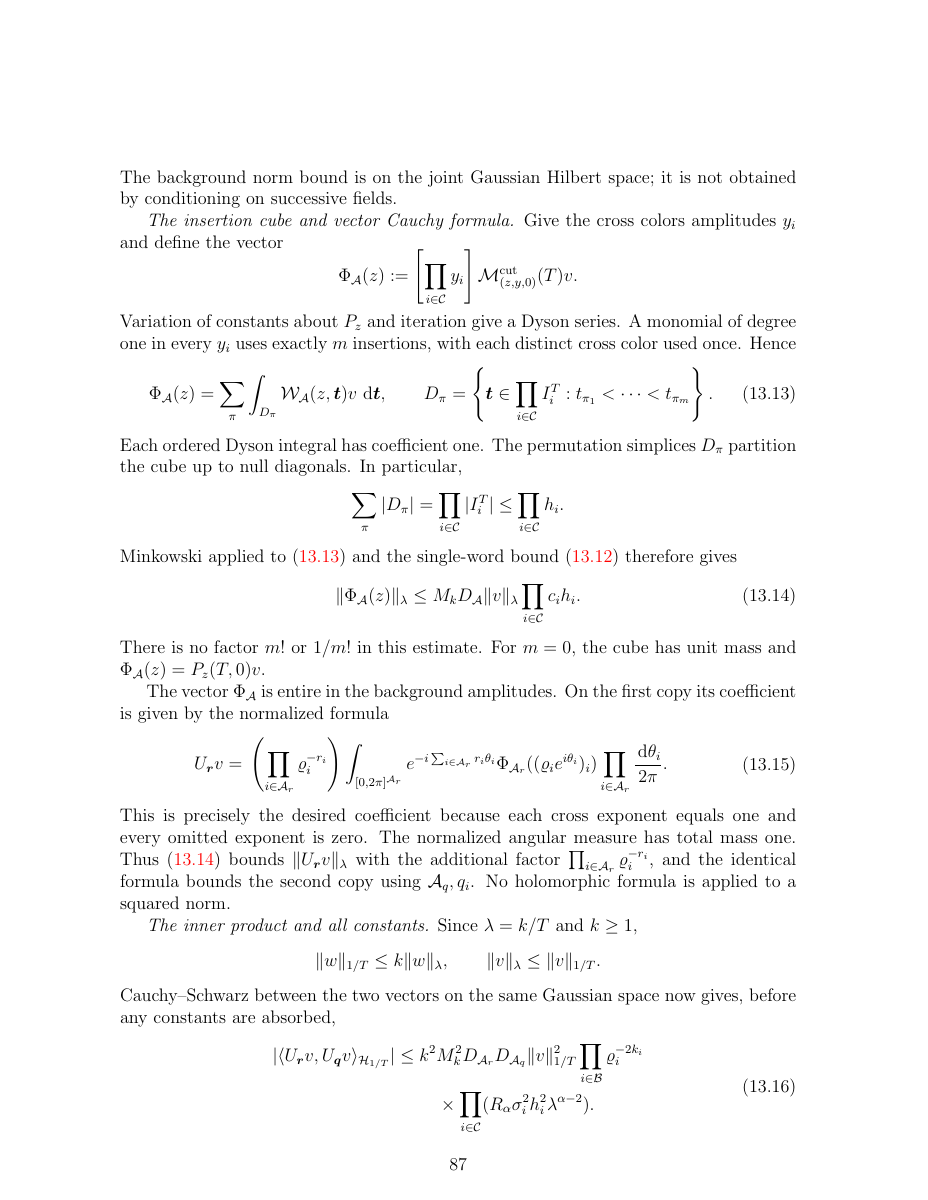 The background norm bound is on the joint Gaussian Hilbert space; it is not obtained
by conditioning on successive fields.
The insertion cube and vector Cauchy formula. Give the cross colors amplitudes y_i
and define the vector
Φ_𝒜(z) := [∏_{i∈𝒞} y_i] ℳ^{cut}_{(z,y,0)}(T)v.
Variation of constants about P_z and iteration give a Dyson series. A monomial of degree
one in every y_i uses exactly m insertions, with each distinct cross color used once. Hence
Φ_𝒜(z) = ∑_π ∫_{D_π} 𝒲_𝒜(z, 𝒕)v d𝒕, D_π = {𝒕 ∈ ∏_{i∈𝒞} I_i^T : t_{π_1} < ··· < t_{π_m}}. (13.13)
Each ordered Dyson integral has coefficient one. The permutation simplices D_π partition
the cube up to null diagonals. In particular,
∑_π |D_π| = ∏_{i∈𝒞} |I_i^T| ≤ ∏_{i∈𝒞} h_i.
Minkowski applied to (13.13) and the single-word bound (13.12) therefore gives
‖Φ_𝒜(z)‖_λ ≤ M_k D_𝒜 ‖v‖_λ ∏_{i∈𝒞} c_i h_i. (13.14)
There is no factor m! or 1/m! in this estimate. For m = 0, the cube has unit mass and
Φ_𝒜(z) = P_z(T, 0)v.
The vector Φ_𝒜 is entire in the background amplitudes. On the first copy its coefficient
is given by the normalized formula
U_𝒓 v = (∏_{i∈𝒜_r} ϱ_i^{-r_i}) ∫_{[0,2π]^{𝒜_r}} e^{-i ∑_{i∈𝒜_r} r_i θ_i} Φ_{𝒜_r}((ϱ_i e^{iθ_i})_i) ∏_{i∈𝒜_r} dθ_i/2π. (13.15)
This is precisely the desired coefficient because each cross exponent equals one and
every omitted exponent is zero. The normalized angular measure has total mass one.
Thus (13.14) bounds ‖U_𝒓 v‖_λ with the additional factor ∏_{i∈𝒜_r} ϱ_i^{-r_i}, and the identical
formula bounds the second copy using 𝒜_q, q_i. No holomorphic formula is applied to a
squared norm.
The inner product and all constants. Since λ = k/T and k ≥ 1,
‖w‖_{1/T} ≤ k‖w‖_λ, ‖v‖_λ ≤ ‖v‖_{1/T}.
Cauchy–Schwarz between the two vectors on the same Gaussian space now gives, before
any constants are absorbed,
|⟨U_𝒓 v, U_𝒒 v⟩_{ℋ_{1/T}}| ≤ k^2 M_k^2 D_{𝒜_r} D_{𝒜_q} ‖v‖^2_{1/T} ∏_{i∈ℬ} ϱ_i^{-2k_i}
× ∏_{i∈𝒞} (R_α σ_i^2 h_i^2 λ^{α-2}). (13.16)
87